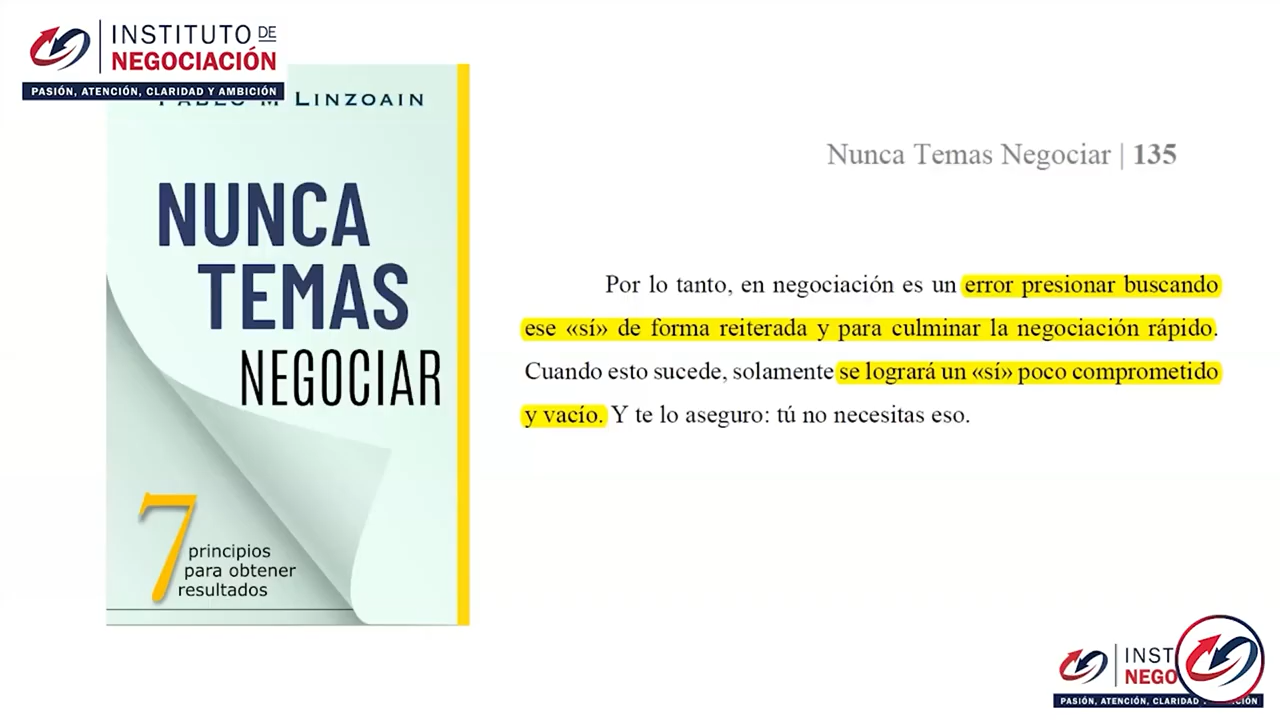 INSTITUTO DE
NEGOCIACIÓN
PASIÓN, ATENCIÓN, CLARIDAD Y AMBICIÓN
PABLO M LINZOAIN
NUNCA
TEMAS
NEGOCIAR
7
principios
para obtener
resultados
Nunca Temas Negociar | 135
Por lo tanto, en negociación es un error presionar buscando
ese «sí» de forma reiterada y para culminar la negociación rápido.
Cuando esto sucede, solamente se logrará un «sí» poco comprometido
y vacío. Y te lo aseguro: tú no necesitas eso.
INST
NEGO
PASIÓN, ATENCIÓN, CLARIDAD